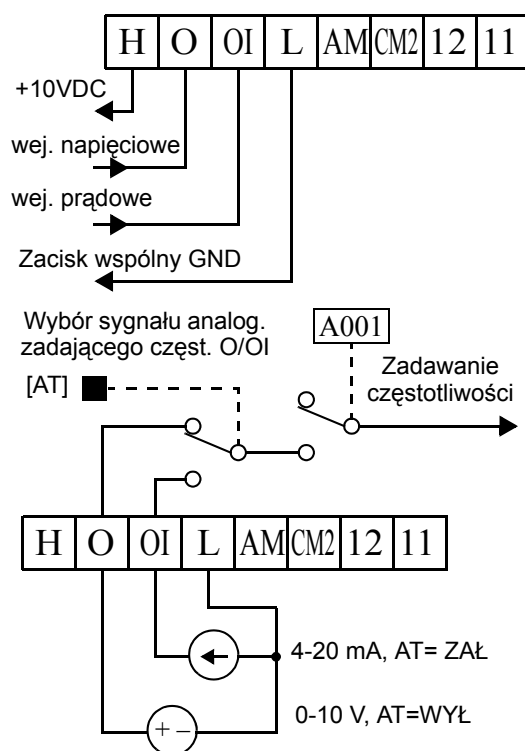 H O OI L AM CM2 12 11
+10VDC
wej. napięciowe
wej. prądowe
Zacisk wspólny GND
Wybór sygnału analog.
zadającego częst. O/OI
[AT]
A001
Zadawanie
częstotliwości
H O OI L AM CM2 12 11
4-20 mA, AT= ZAŁ
+ –
0-10 V, AT=WYŁ